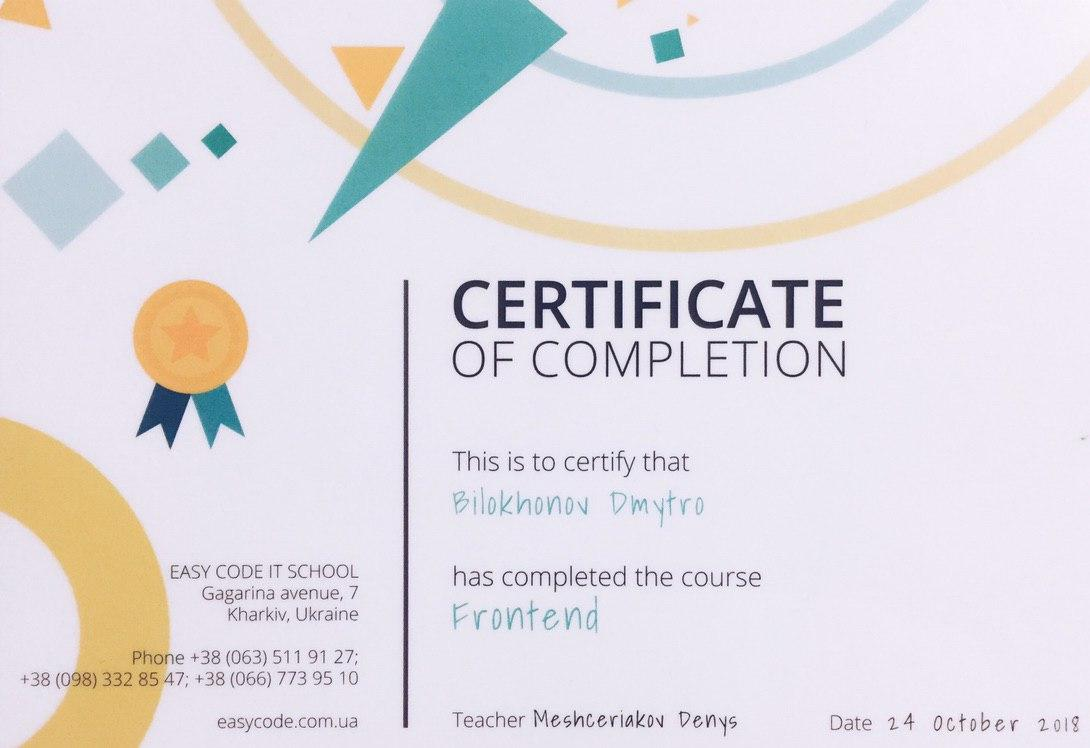 CERTIFICATE
OF COMPLETION
This is to certify that
Bilokhonov Dmytro
has completed the course
Frontend
Teacher Meshceriakov Denys
Date 24 October 2018
EASY CODE IT SCHOOL
Gagarina avenue, 7
Kharkiv, Ukraine
Phone +38 (063) 511 91 27;
+38 (098) 332 85 47; +38 (066) 773 95 10
easycode.com.ua